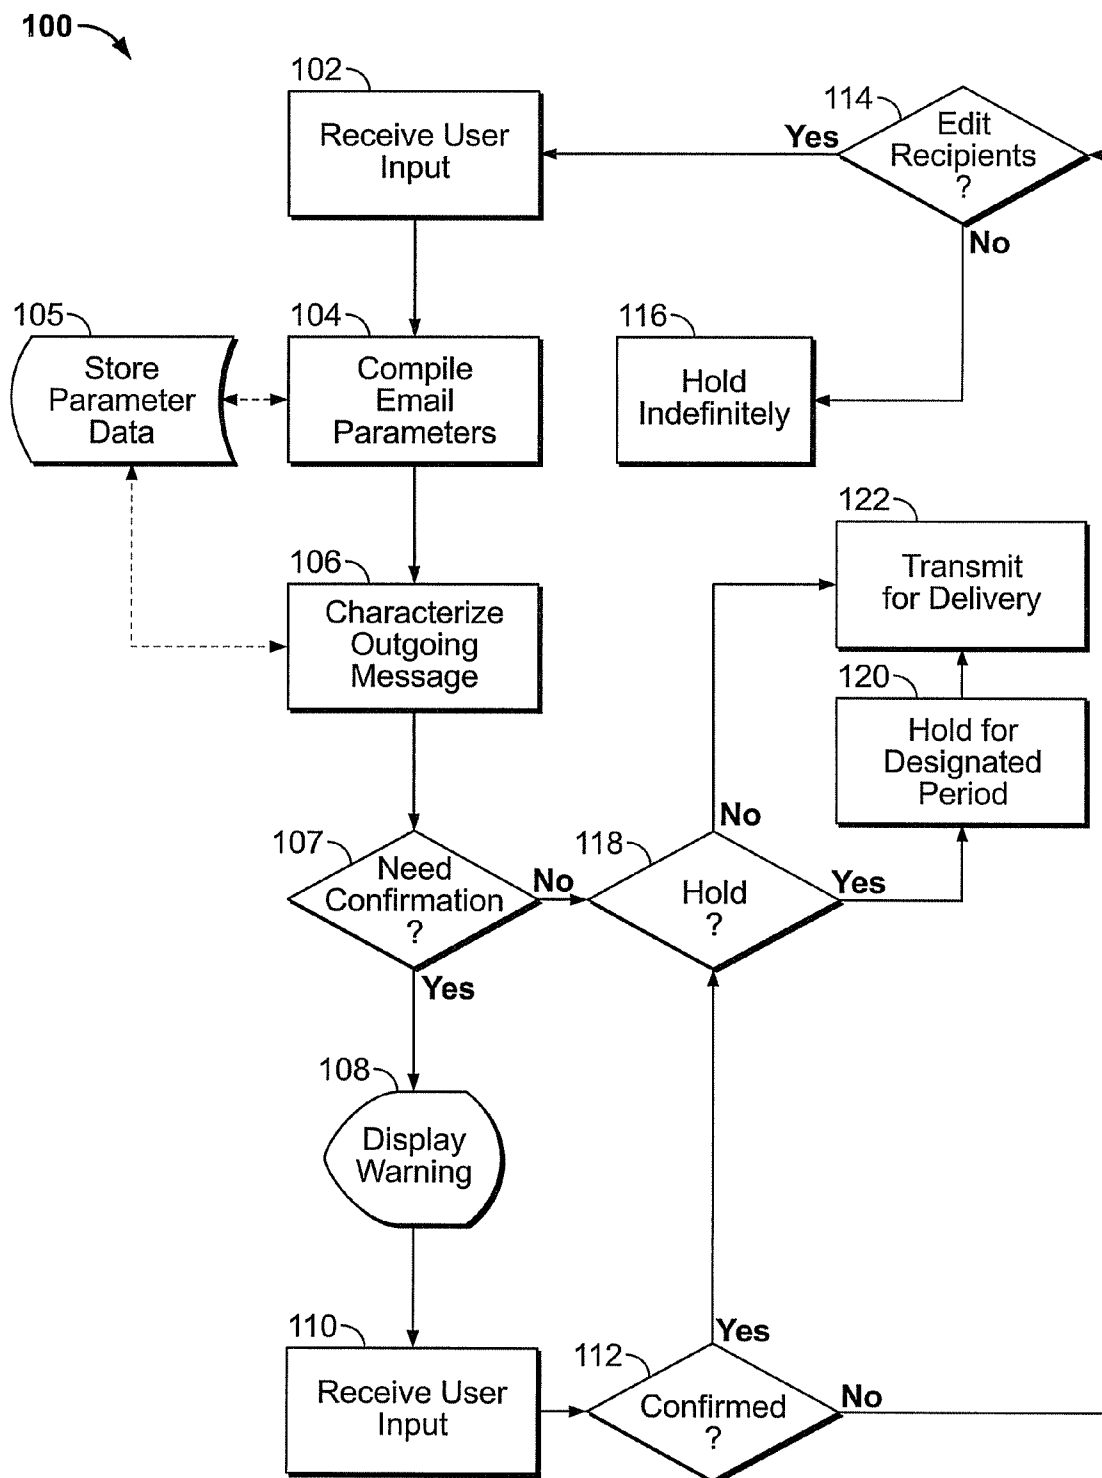 100
102
Receive User
Input
114
Edit
Recipients
?
Yes
No
105
Store
Parameter
Data
104
Compile
Email
Parameters
116
Hold
Indefinitely
106
Characterize
Outgoing
Message
122
Transmit
for Delivery
120
Hold for
Designated
Period
107
Need
Confirmation
?
No
Yes
118
Hold
?
No
Yes
108
Display
Warning
110
Receive User
Input
112
Confirmed
?
Yes
No